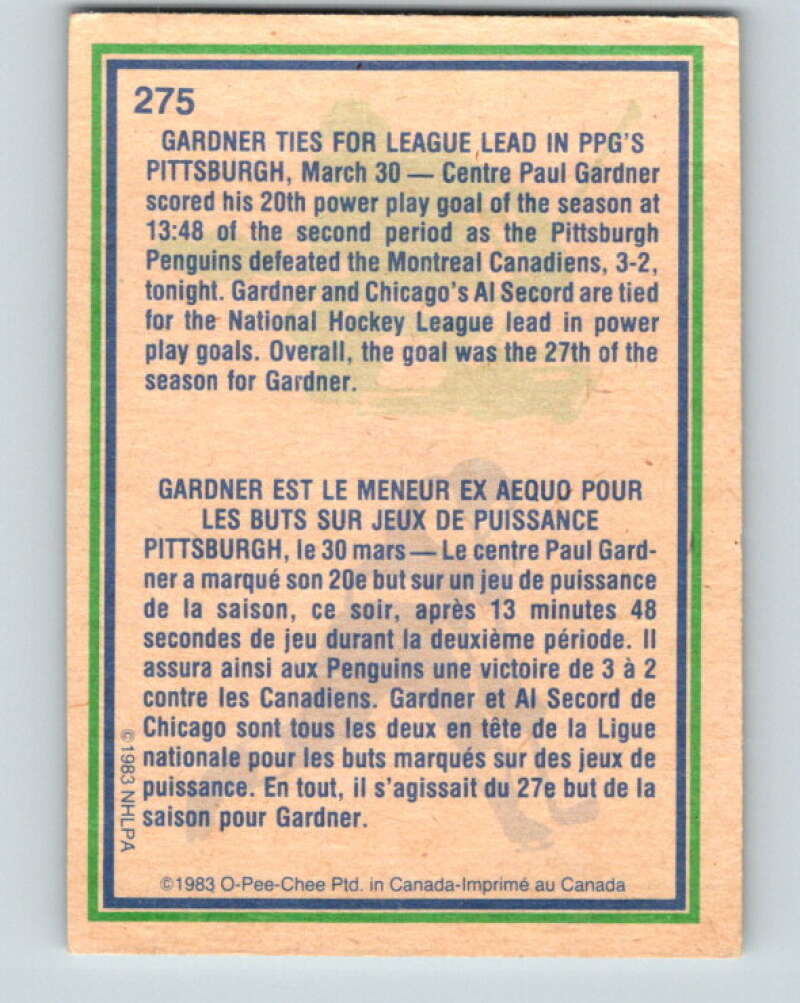 275
GARDNER TIES FOR LEAGUE LEAD IN PPG'S
PITTSBURGH, March 30 — Centre Paul Gardner
scored his 20th power play goal of the season at
13:48 of the second period as the Pittsburgh
Penguins defeated the Montreal Canadiens, 3-2,
tonight. Gardner and Chicago's Al Secord are tied
for the National Hockey League lead in power
play goals. Overall, the goal was the 27th of the
season for Gardner.
GARDNER EST LE MENEUR EX AEQUO POUR
LES BUTS SUR JEUX DE PUISSANCE
PITTSBURGH, le 30 mars — Le centre Paul Gard-
ner a marqué son 20e but sur un jeu de puissance
de la saison, ce soir, après 13 minutes 48
secondes de jeu durant la deuxième période. Il
assura ainsi aux Penguins une victoire de 3 à 2
contre les Canadiens. Gardner et Al Secord de
Chicago sont tous les deux en tête de la Ligue
nationale pour les buts marqués sur des jeux de
puissance. En tout, il s'agissait du 27e but de la
saison pour Gardner.
©1983 NHLPA
©1983 O-Pee-Chee Ptd. in Canada-Imprimé au Canada